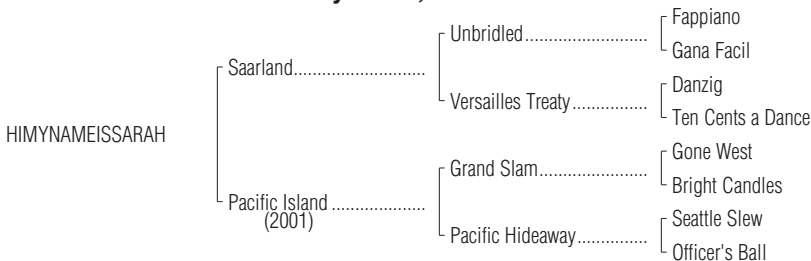 Fappiano
Unbridled
Gana Facil
Saarland
Danzig
Versailles Treaty
Ten Cents a Dance
HIMYNAMEISSARAH
Gone West
Grand Slam
Bright Candles
Pacific Island
(2001)
Seattle Slew
Pacific Hideaway
Officer's Ball